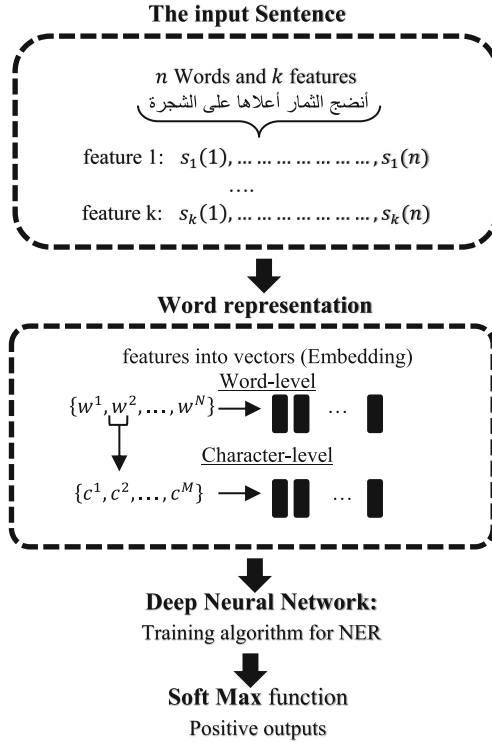 The input Sentence
n Words and k features
أنضج الثمار أعلاها على الشجرة
feature 1: s₁(1), … … … … … … …, s₁(n)
….
feature k: sₖ(1), … … … … … … …, sₖ(n)
Word representation
features into vectors (Embedding)
Word-level
{w¹, w², …, wᴺ} …
Character-level
{c¹, c², …, cᴹ} …
Deep Neural Network:
Training algorithm for NER
Soft Max function
Positive outputs